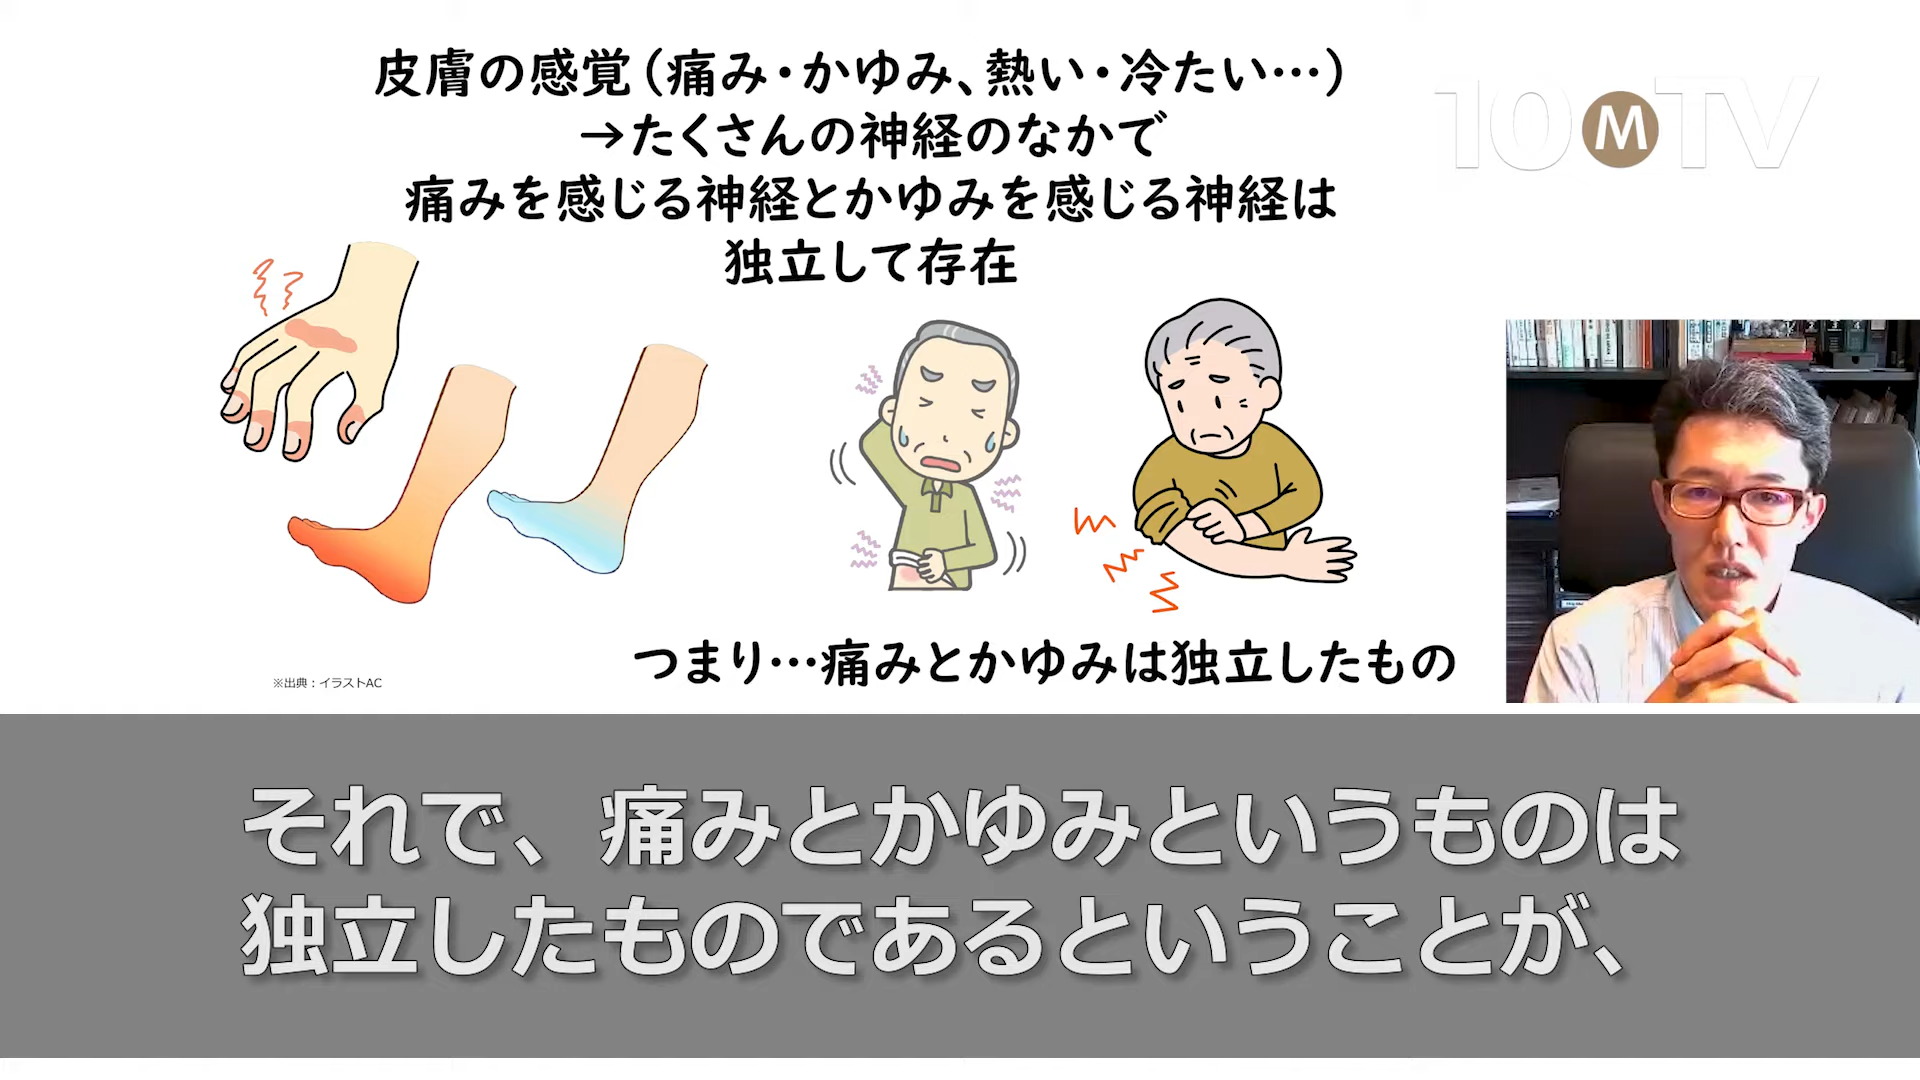 皮膚の感覚（痛み・かゆみ、熱い・冷たい…）
→たくさんの神経のなかで
痛みを感じる神経とかゆみを感じる神経は
独立して存在
10MTV
つまり…痛みとかゆみは独立したもの
※出典：イラストAC
それで、痛みとかゆみというものは
独立したものであるということが、